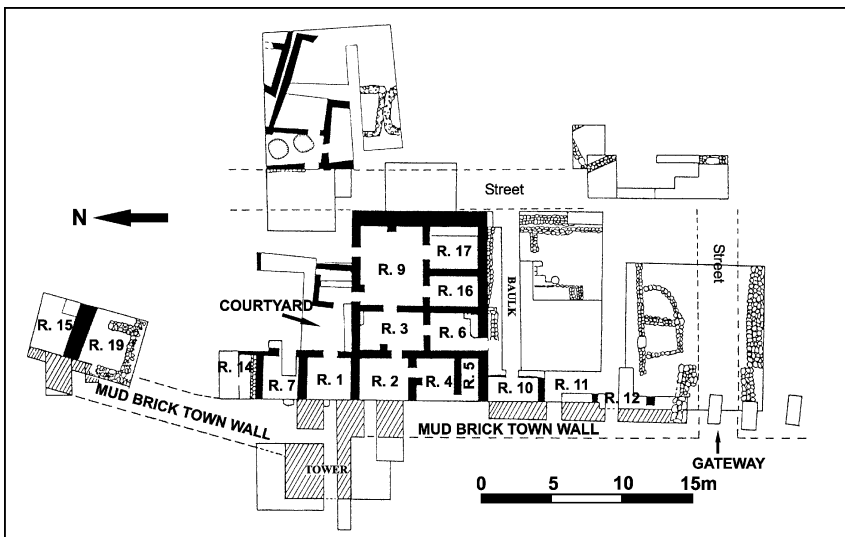 Street
N
R. 17
R. 9
Street
R. 16
BAULK
COURTYARD
R. 15
R. 3
R. 6
R. 19
R. 14
R. 7
R. 1
R. 2
R. 4
R. 5
R. 10
R. 11
R. 12
MUD BRICK TOWN WALL
MUD BRICK TOWN WALL
TOWER
GATEWAY
0 5 10 15m